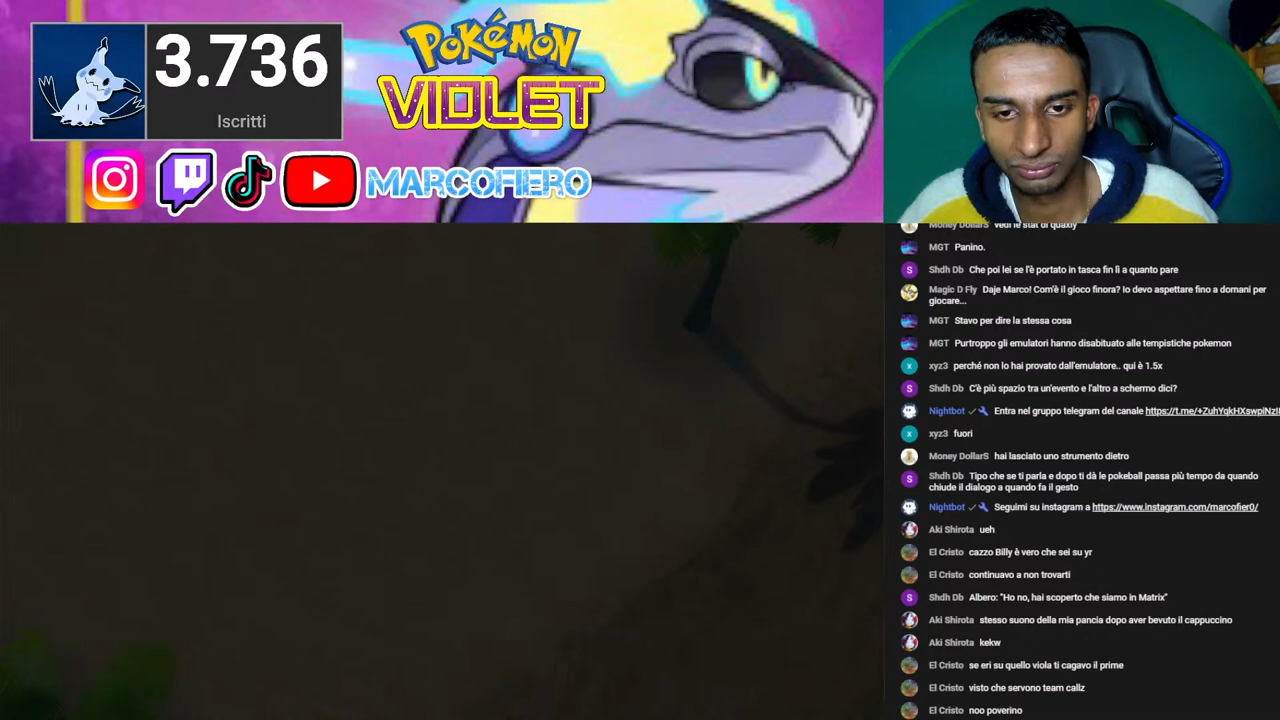 3.736
Iscritti
POKÉMON
VIOLET
MARCOFIERO
Money DollarS vedi le stat di quaxly
MGT Panino.
S Shdh Db Che poi lei se l'è portato in tasca fin lì a quanto pare
Magic D Fly Daje Marco! Com'è il gioco finora? Io devo aspettare fino a domani per
giocare...
MGT Stavo per dire la stessa cosa
MGT Purtroppo gli emulatori hanno disabituato alle tempistiche pokemon
x xyz3 perché non lo hai provato dall'emulatore.. qui è 1.5x
S Shdh Db C'è più spazio tra un'evento e l'altro a schermo dici?
Nightbot Entra nel gruppo telegram del canale
x xyz3 fuori
Money DollarS hai lasciato uno strumento dietro
S Shdh Db Tipo che se ti parla e dopo ti dà le pokeball passa più tempo da quando
chiude il dialogo a quando fa il gesto
Nightbot Seguimi su instagram a https://www.instagram.com/marcofier0/
Aki Shirota ueh
El Cristo cazzo Billy è vero che sei su yr
El Cristo continuavo a non trovarti
S Shdh Db Albero: "Ho no, hai scoperto che siamo in Matrix"
Aki Shirota stesso suono della mia pancia dopo aver bevuto il cappuccino
Aki Shirota kekw
El Cristo se eri su quello viola ti cagavo il prime
El Cristo visto che servono team callz
El Cristo noo poverino